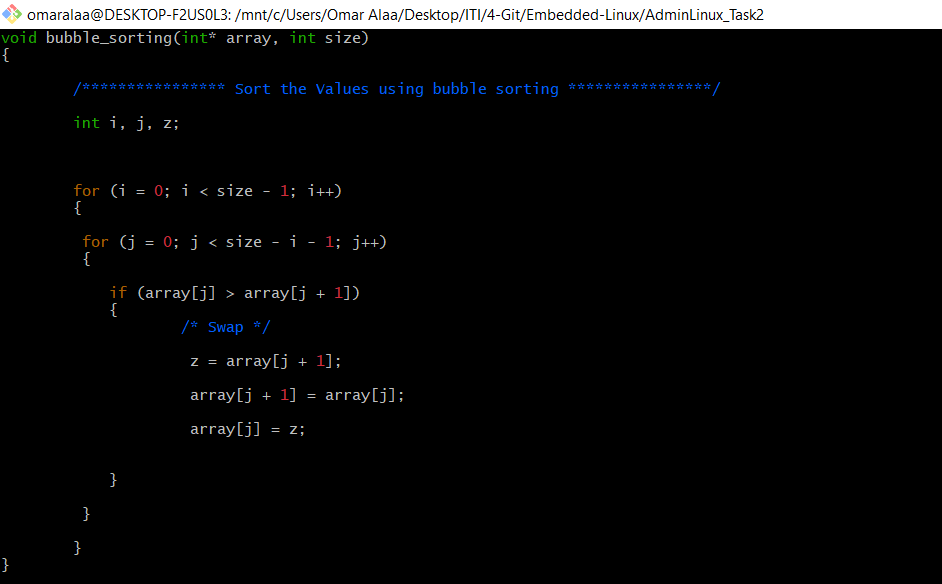 omaralaa@DESKTOP-F2US0L3: /mnt/c/Users/Omar Alaa/Desktop/ITI/4-Git/Embedded-Linux/AdminLinux_Task2
void bubble_sorting(int* array, int size)
{
/**************** Sort the Values using bubble sorting ****************/
int i, j, z;
for (i = 0; i < size - 1; i++)
{
for (j = 0; j < size - i - 1; j++)
{
if (array[j] > array[j + 1])
{
/* Swap */
z = array[j + 1];
array[j + 1] = array[j];
array[j] = z;
}
}
}
}